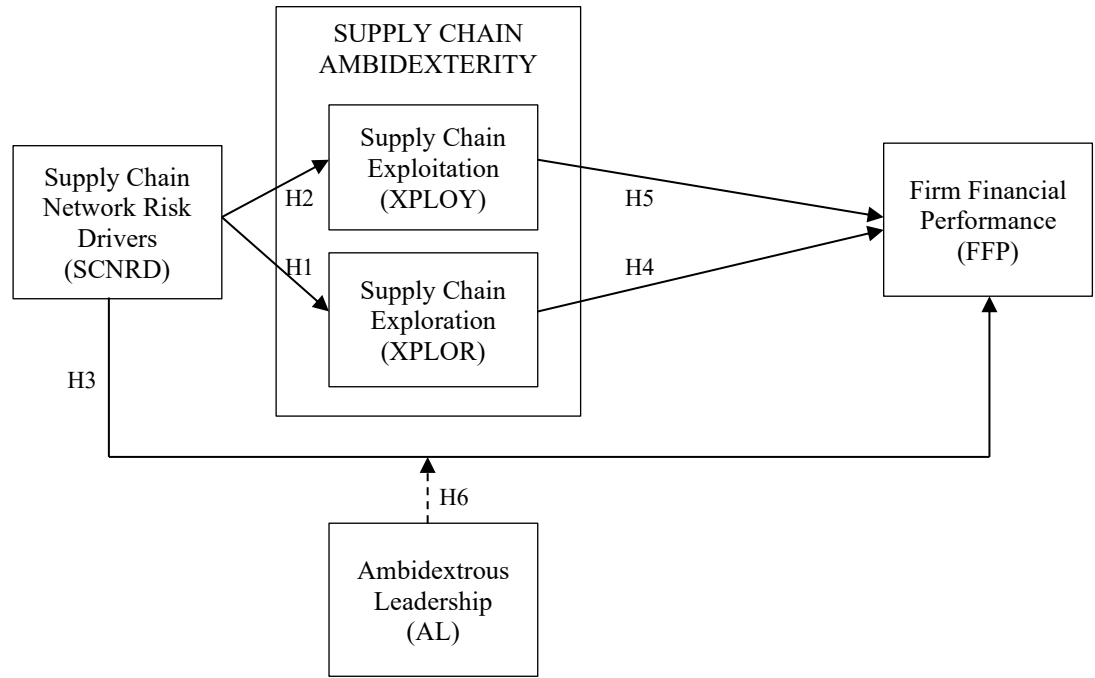 SUPPLY CHAIN
AMBIDEXTERITY
Supply Chain
Network Risk
Drivers
(SCNRD)
H2
H1
Supply Chain
Exploitation
(XPLOY)
Supply Chain
Exploration
(XPLOR)
H5
H4
Firm Financial
Performance
(FFP)
H3
H6
Ambidextrous
Leadership
(AL)